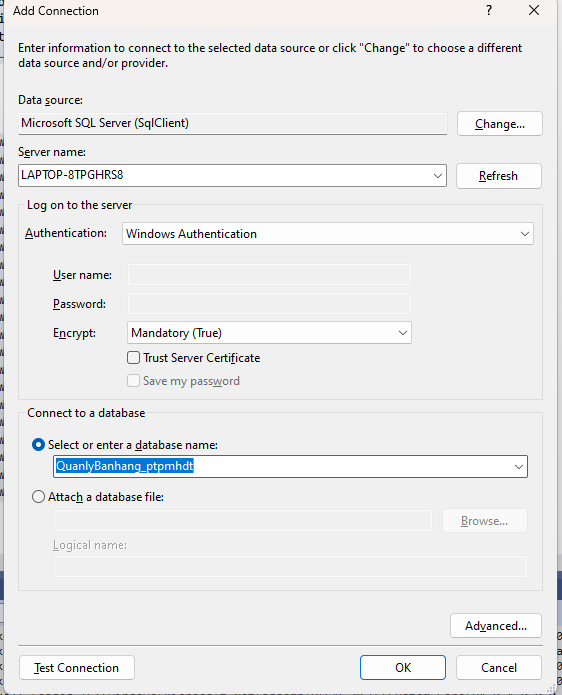 Add Connection
?
Enter information to connect to the selected data source or click "Change" to choose a different
data source and/or provider.
Data source:
Microsoft SQL Server (SqlClient)
Change...
Server name:
LAPTOP-8TPGHRS8
Refresh
Log on to the server
Authentication:
Windows Authentication
User name:
Password:
Encrypt:
Mandatory (True)
Trust Server Certificate
Save my password
Connect to a database
Select or enter a database name:
QuanlyBanhang_ptpmhdt
Attach a database file:
Browse...
Logical name:
Advanced...
Test Connection
OK
Cancel